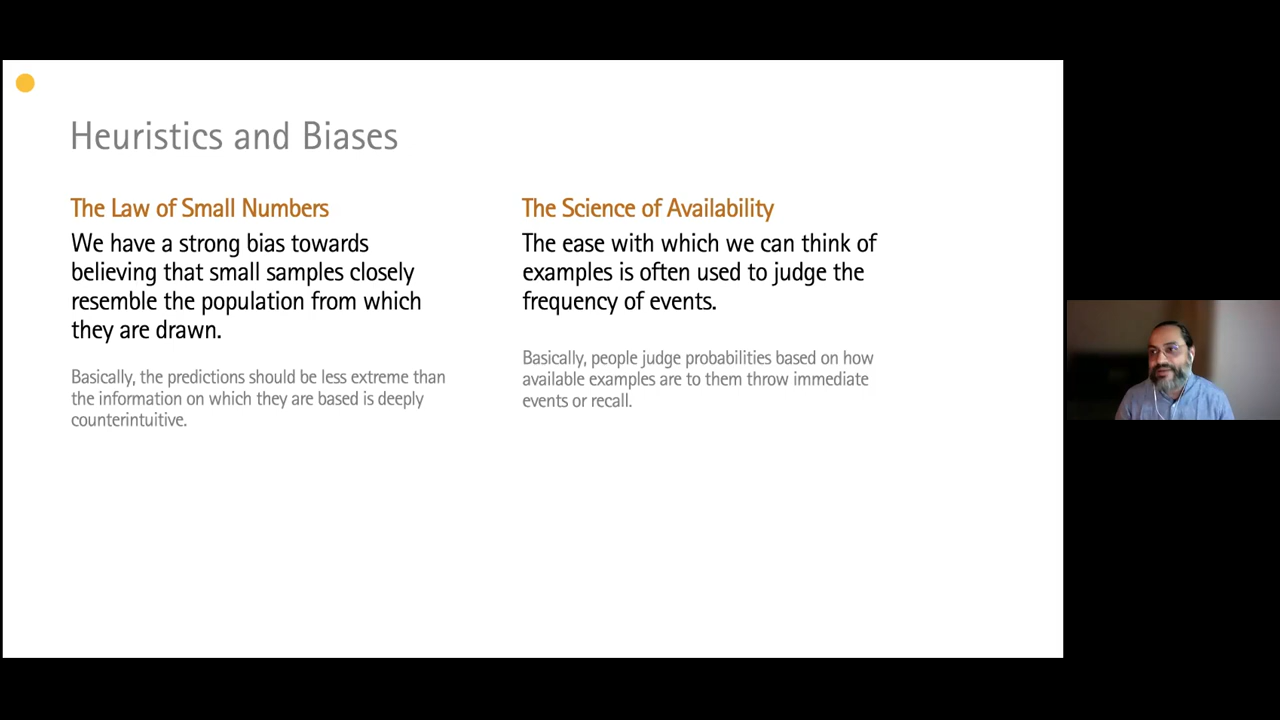 Heuristics and Biases
The Law of Small Numbers
We have a strong bias towards
believing that small samples closely
resemble the population from which
they are drawn.
Basically, the predictions should be less extreme than
the information on which they are based is deeply
counterintuitive.
The Science of Availability
The ease with which we can think of
examples is often used to judge the
frequency of events.
Basically, people judge probabilities based on how
available examples are to them throw immediate
events or recall.